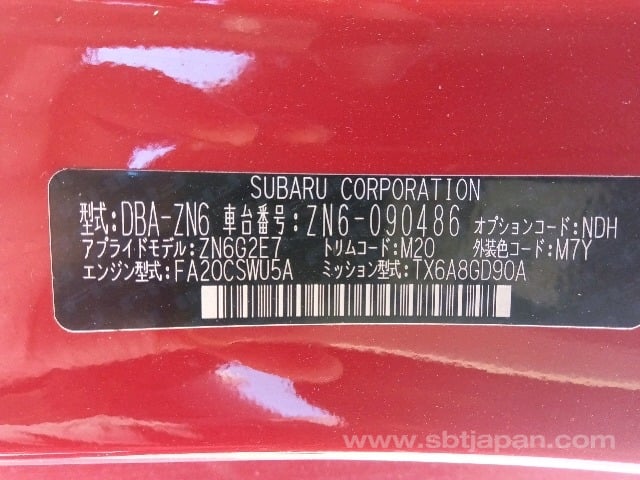 SUBARU CORPORATION
型式:DBA-ZN6 車台番号:ZN6-090486 オプションコード:NDH
アプライドモデル:ZN6G2E7 トリムコード:M20 外装色コード:M7Y
エンジン型式:FA20CSWU5A ミッション型式:TX6A8GD90A
www.sbtjapan.com